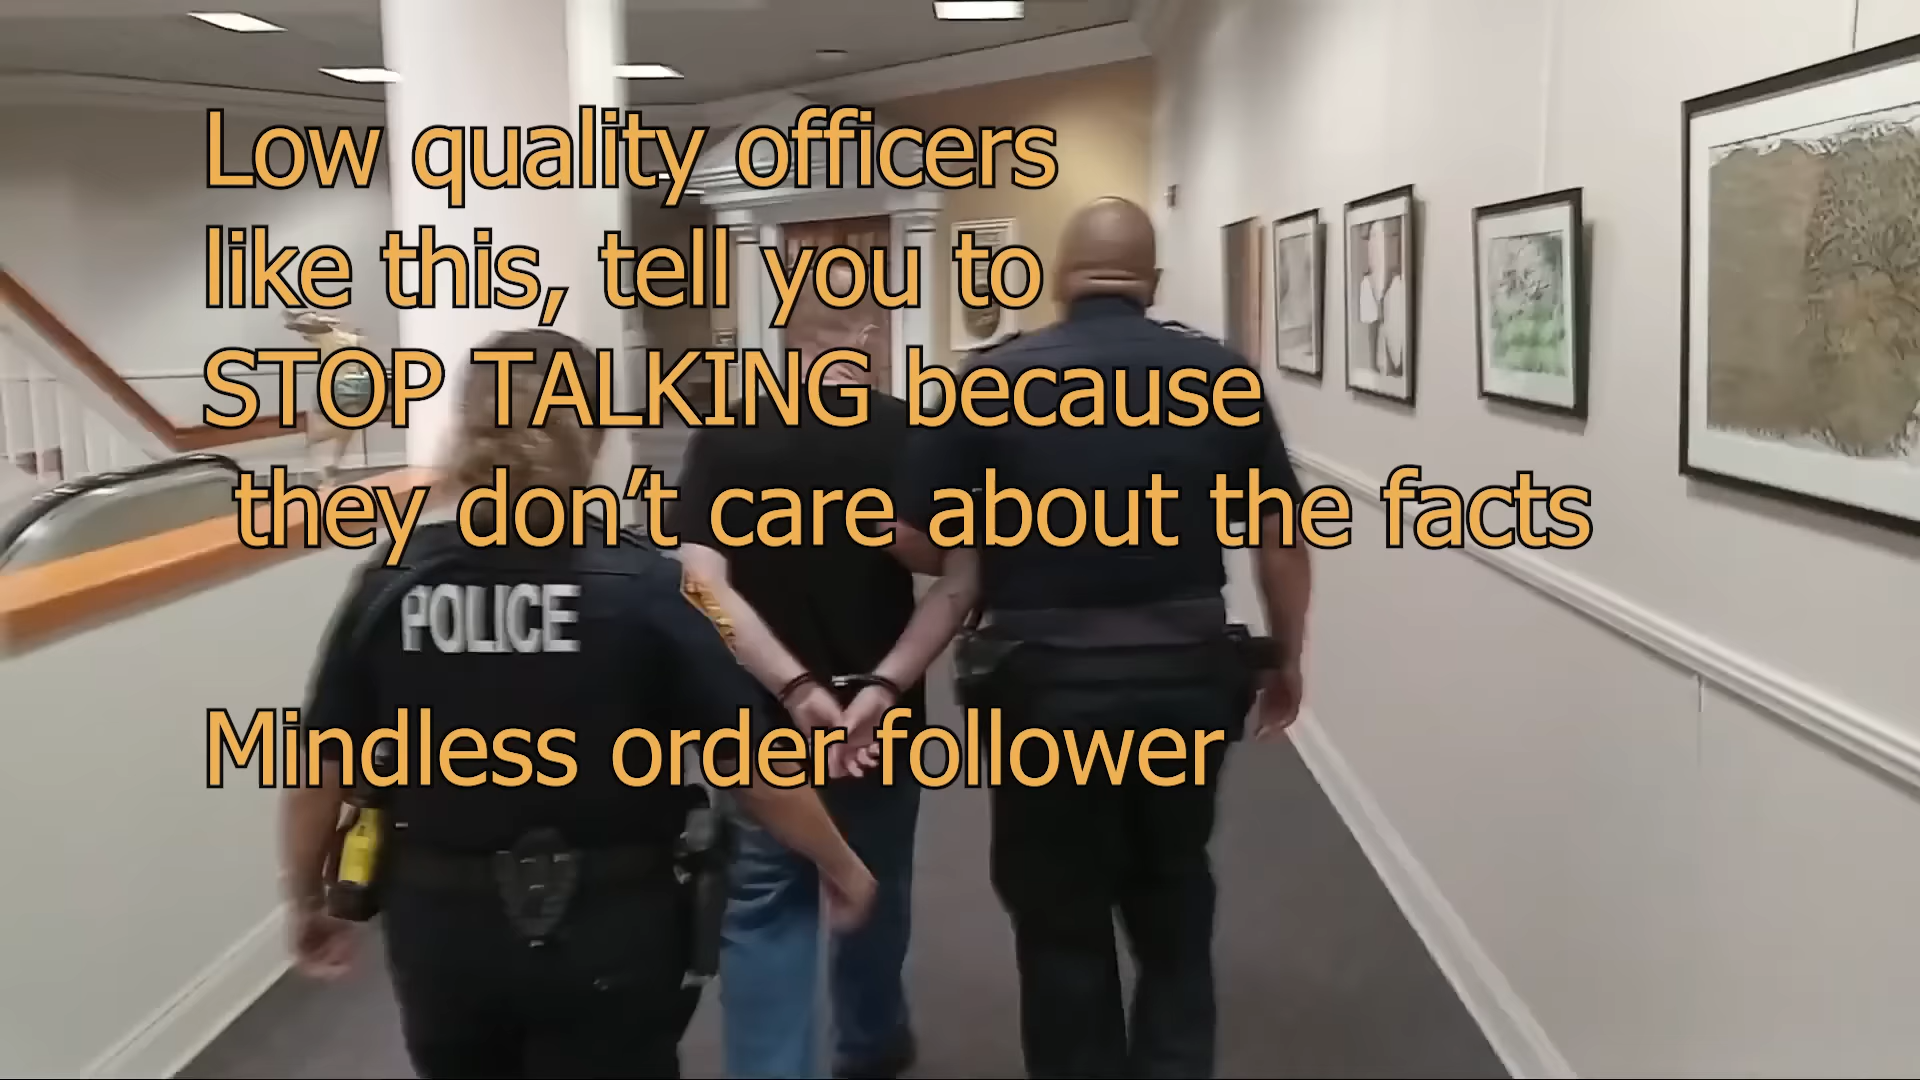 Low quality officers
like this, tell you to
STOP TALKING because
they don't care about the facts
POLICE
Mindless order follower